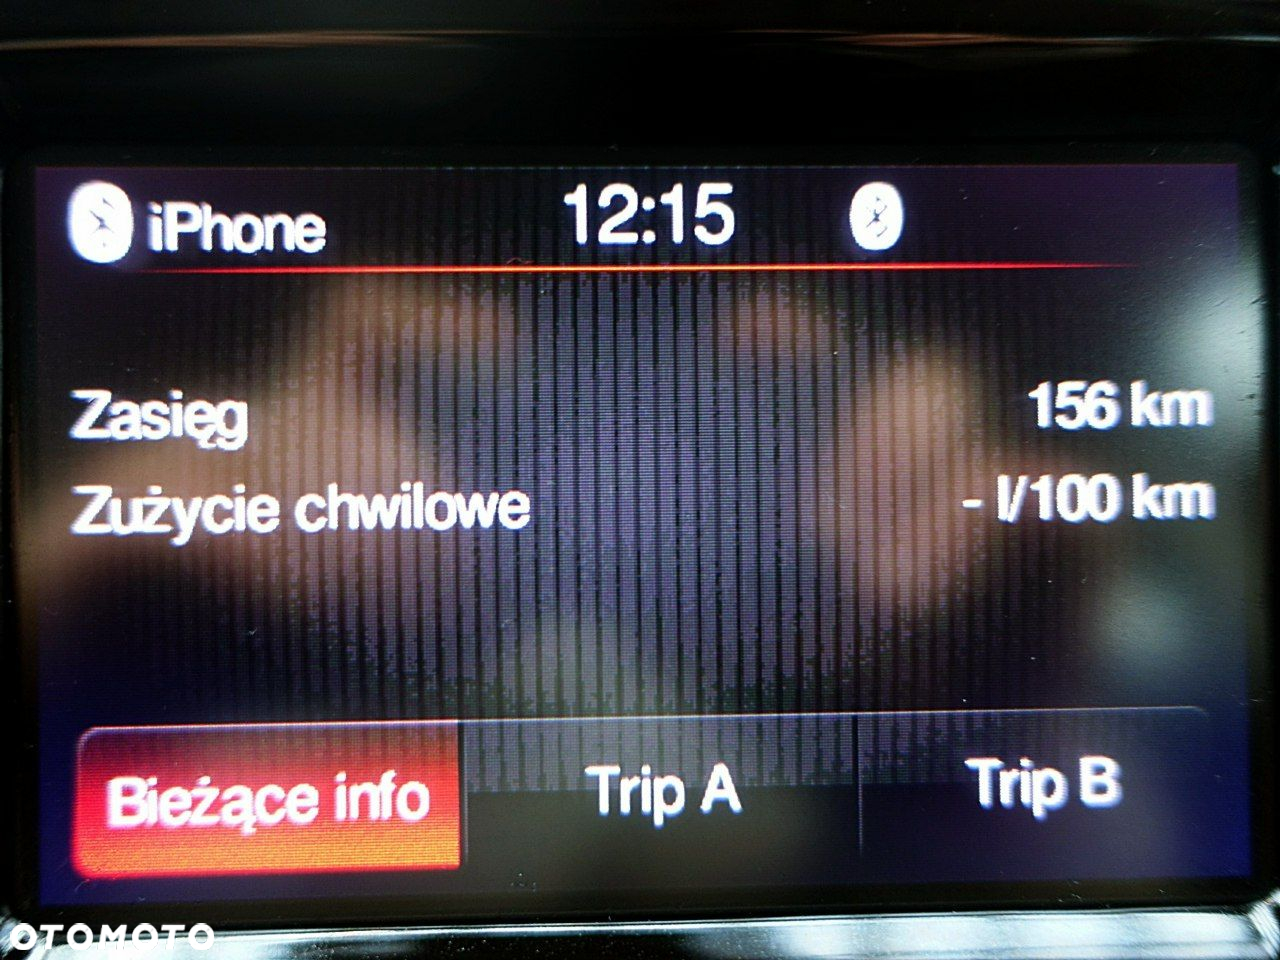 iPhone 12:15
Zasięg 156 km
Zużycie chwilowe - l/100 km
Bieżące info Trip A Trip B
OTOMOTO